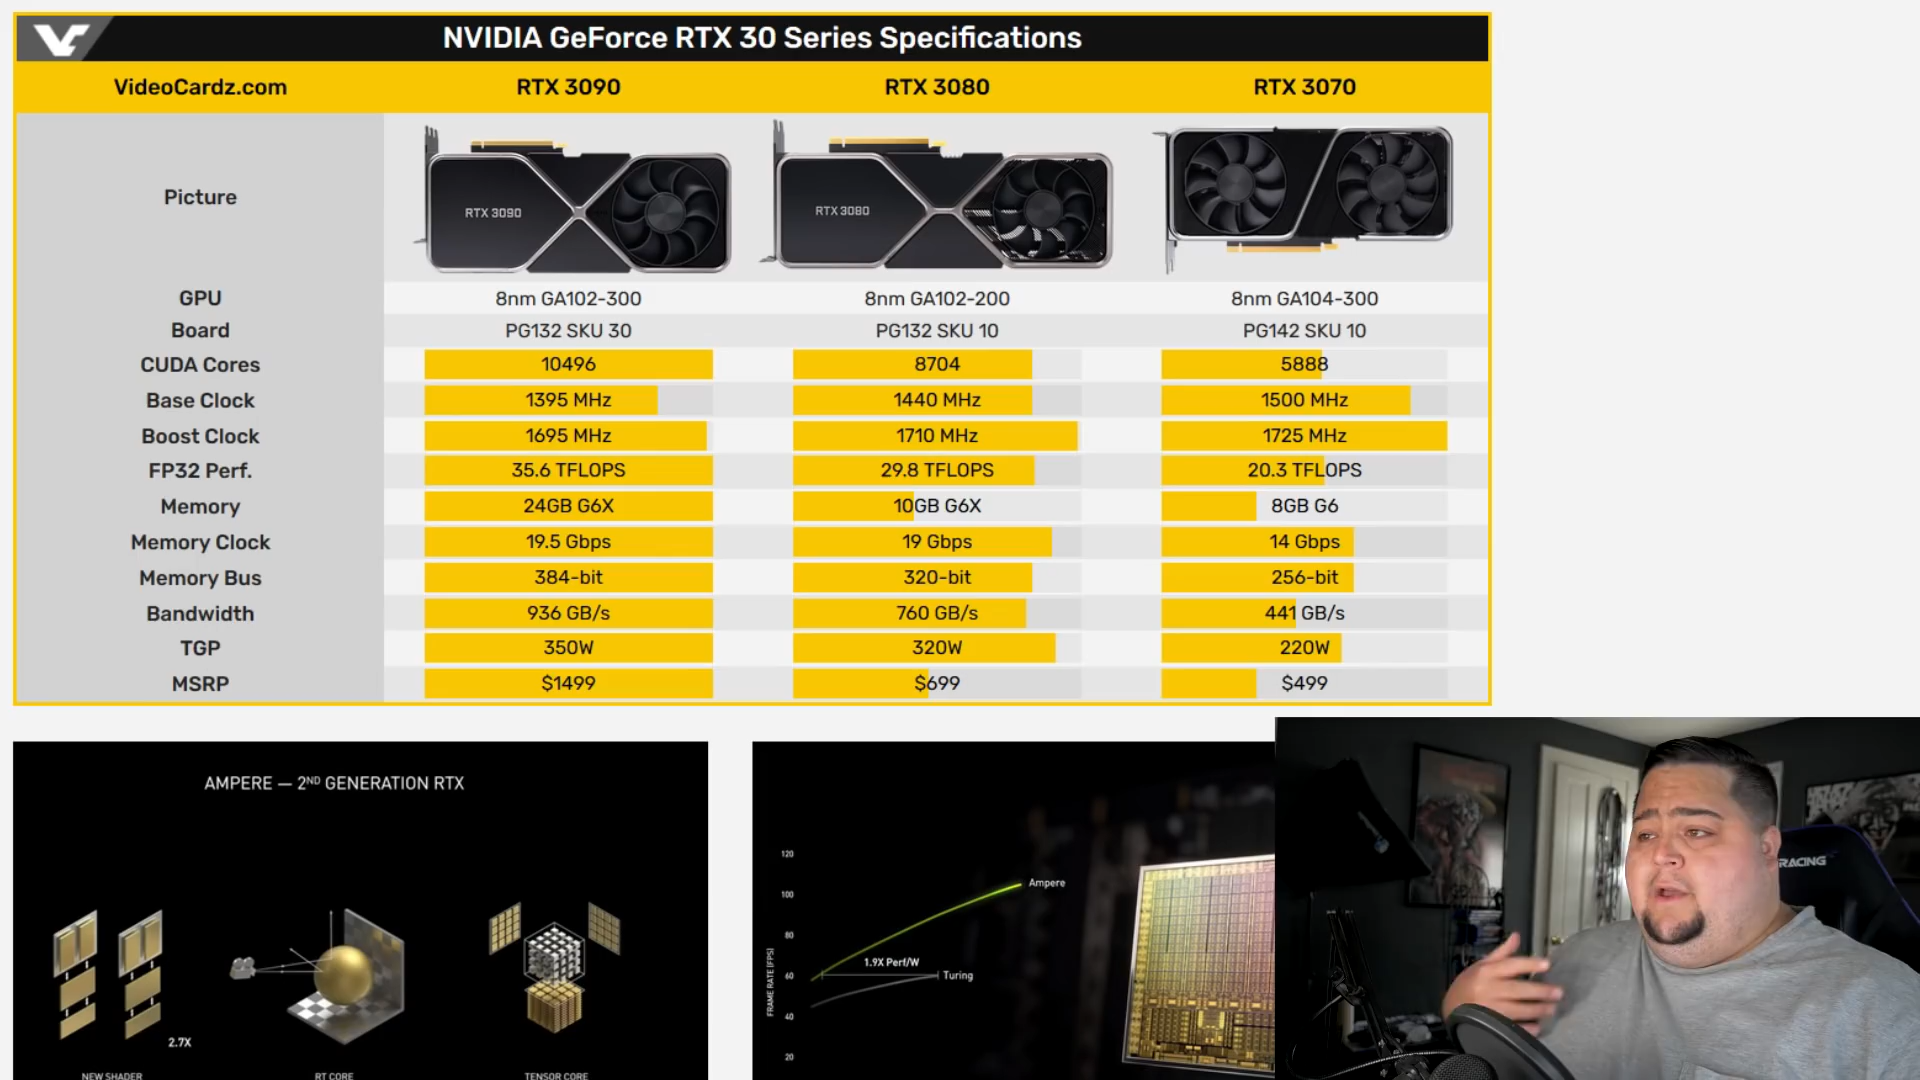 NVIDIA GeForce RTX 30 Series Specifications
VideoCardz.com RTX 3090 RTX 3080 RTX 3070
Picture
RTX 3090 RTX 3080
GPU 8nm GA102-300 8nm GA102-200 8nm GA104-300
Board PG132 SKU 30 PG132 SKU 10 PG142 SKU 10
CUDA Cores 10496 8704 5888
Base Clock 1395 MHz 1440 MHz 1500 MHz
Boost Clock 1695 MHz 1710 MHz 1725 MHz
FP32 Perf. 35.6 TFLOPS 29.8 TFLOPS 20.3 TFLOPS
Memory 24GB G6X 10GB G6X 8GB G6
Memory Clock 19.5 Gbps 19 Gbps 14 Gbps
Memory Bus 384-bit 320-bit 256-bit
Bandwidth 936 GB/s 760 GB/s 441 GB/s
TGP 350W 320W 220W
MSRP $1499 $699 $499
AMPERE — 2ND GENERATION RTX
2.7X
NEW SHADER RT CORE TENSOR CORE
120
100
80
60
40
20
FRAME RATE (FPS)
Ampere
1.9X Perf/W
Turing
RACING